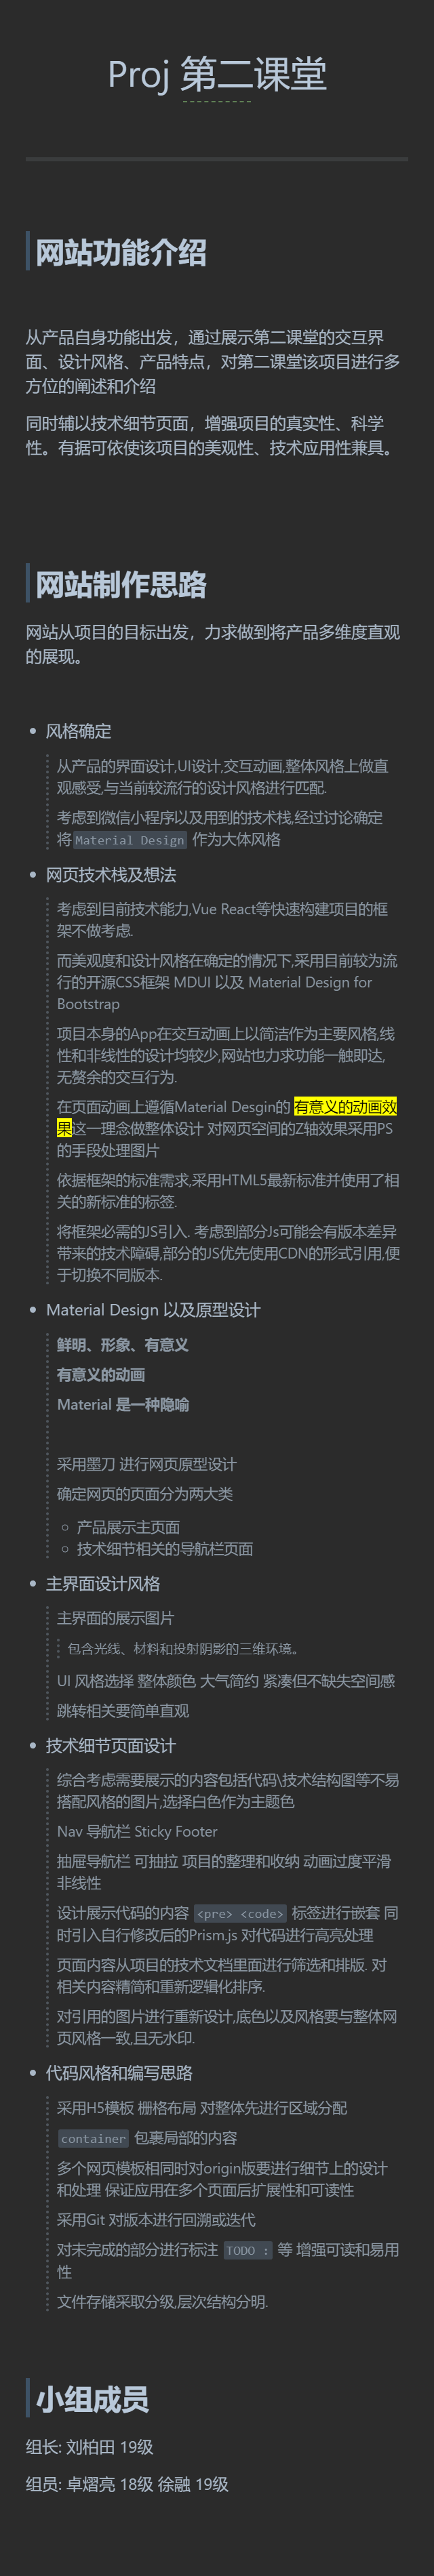 Proj 第二课堂
网站功能介绍
从产品自身功能出发，通过展示第二课堂的交互界
面、设计风格、产品特点，对第二课堂该项目进行多
方位的阐述和介绍
同时辅以技术细节页面，增强项目的真实性、科学
性。有据可依使该项目的美观性、技术应用性兼具。
网站制作思路
网站从项目的目标出发，力求做到将产品多维度直观
的展现。
风格确定
从产品的界面设计,UI设计,交互动画,整体风格上做直
观感受,与当前较流行的设计风格进行匹配.
考虑到微信小程序以及用到的技术栈,经过讨论确定
将 Material Design 作为大体风格
网页技术栈及想法
考虑到目前技术能力,Vue React等快速构建项目的框
架不做考虑.
而美观度和设计风格在确定的情况下,采用目前较为流
行的开源CSS框架 MDUI 以及 Material Design for
Bootstrap
项目本身的App在交互动画上以简洁作为主要风格,线
性和非线性的设计均较少,网站也力求功能一触即达,
无赘余的交互行为.
在页面动画上遵循Material Desgin的 有意义的动画效
果这一理念做整体设计 对网页空间的Z轴效果采用PS
的手段处理图片
依据框架的标准需求,采用HTML5最新标准并使用了相
关的新标准的标签.
将框架必需的JS引入. 考虑到部分Js可能会有版本差异
带来的技术障碍,部分的JS优先使用CDN的形式引用,便
于切换不同版本.
Material Design 以及原型设计
鲜明、形象、有意义
有意义的动画
Material 是一种隐喻
采用墨刀 进行网页原型设计
确定网页的页面分为两大类
产品展示主页面
技术细节相关的导航栏页面
主界面设计风格
主界面的展示图片
包含光线、材料和投射阴影的三维环境。
UI 风格选择 整体颜色 大气简约 紧凑但不缺失空间感
跳转相关要简单直观
技术细节页面设计
综合考虑需要展示的内容包括代码\技术结构图等不易
搭配风格的图片,选择白色作为主题色
Nav 导航栏 Sticky Footer
抽屉导航栏 可抽拉 项目的整理和收纳 动画过度平滑
非线性
设计展示代码的内容 <pre> <code> 标签进行嵌套 同
时引入自行修改后的Prism.js 对代码进行高亮处理
页面内容从项目的技术文档里面进行筛选和排版. 对
相关内容精简和重新逻辑化排序.
对引用的图片进行重新设计,底色以及风格要与整体网
页风格一致,且无水印.
代码风格和编写思路
采用H5模板 栅格布局 对整体先进行区域分配
container 包裹局部的内容
多个网页模板相同时对origin版要进行细节上的设计
和处理 保证应用在多个页面后扩展性和可读性
采用Git 对版本进行回溯或迭代
对未完成的部分进行标注 TODO : 等 增强可读和易用
性
文件存储采取分级,层次结构分明.
小组成员
组长: 刘柏田 19级
组员: 卓熠亮 18级 徐融 19级